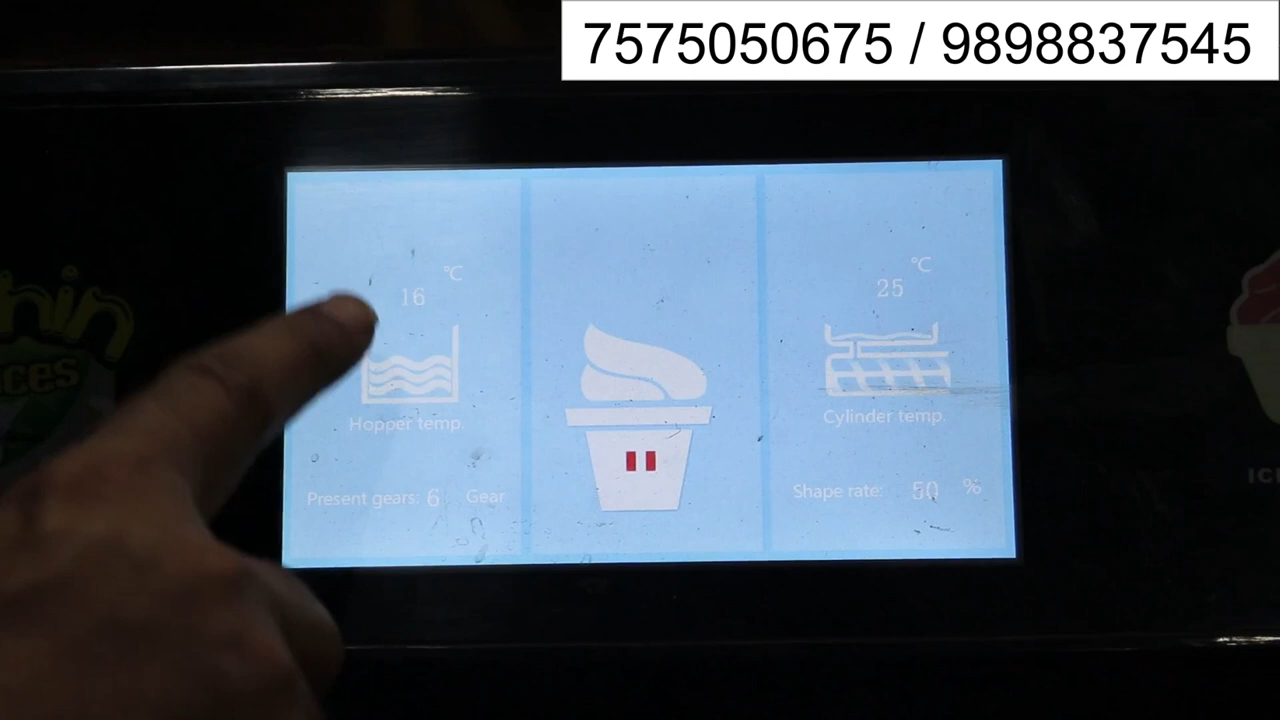 7575050675 / 9898837545
°C
16
Hopper temp.
Present gears: 6 Gear
°C
25
Cylinder temp.
Shape rate: 50 %